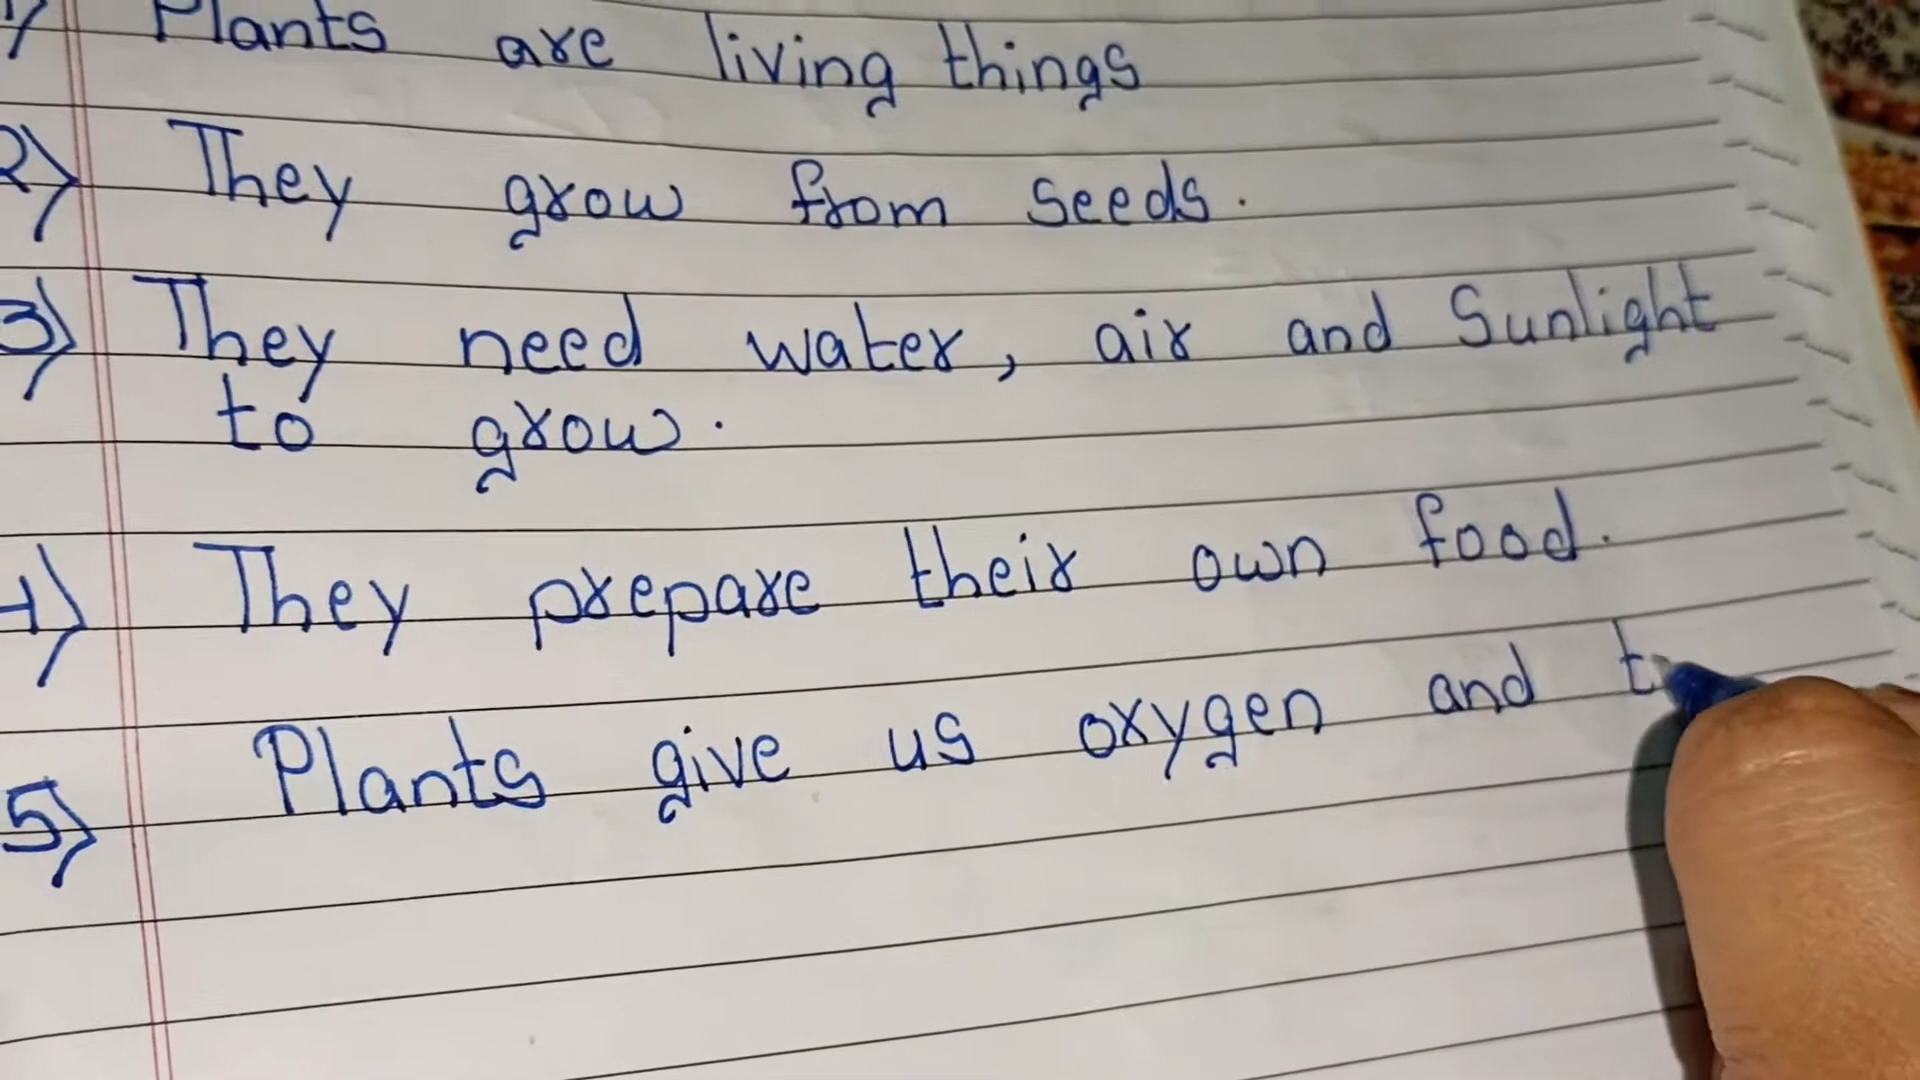 1) Plants are living things
2) They grow from seeds.
3) They need water, air and Sunlight
to grow.
4) They prepare their own food.
5) Plants give us oxygen and t